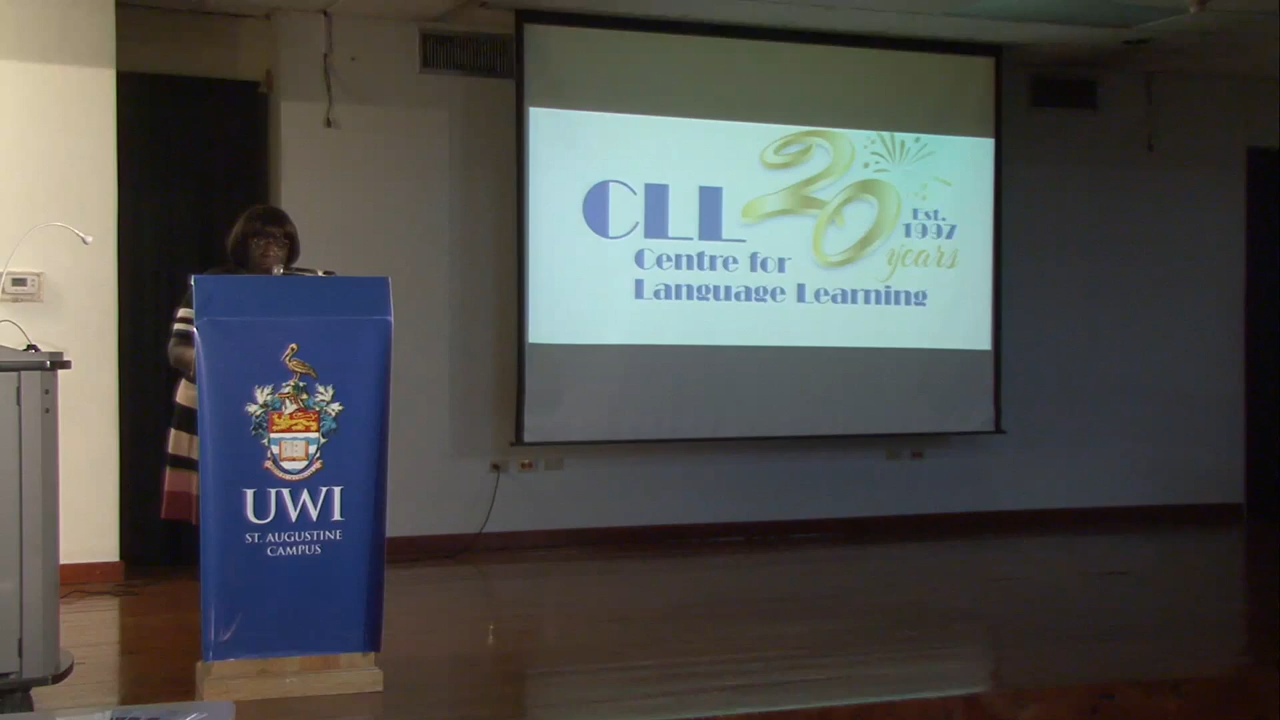 CLL 20
Est.
1997
years
Centre for
Language Learning
UWI
ST. AUGUSTINE
CAMPUS